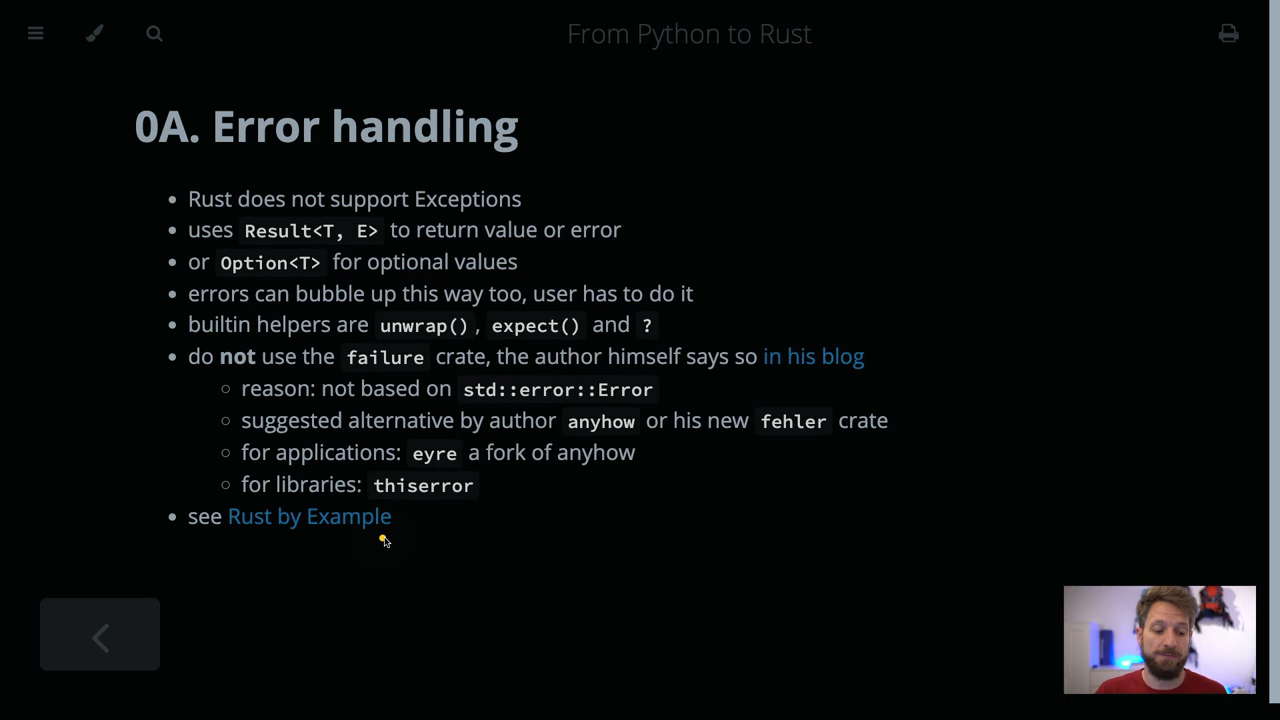 From Python to Rust
0A. Error handling
Rust does not support Exceptions
uses Result<T, E> to return value or error
or Option<T> for optional values
errors can bubble up this way too, user has to do it
builtin helpers are unwrap(), expect() and ?
do not use the failure crate, the author himself says so in his blog
reason: not based on std::error::Error
suggested alternative by author anyhow or his new fehler crate
for applications: eyre a fork of anyhow
for libraries: thiserror
see Rust by Example